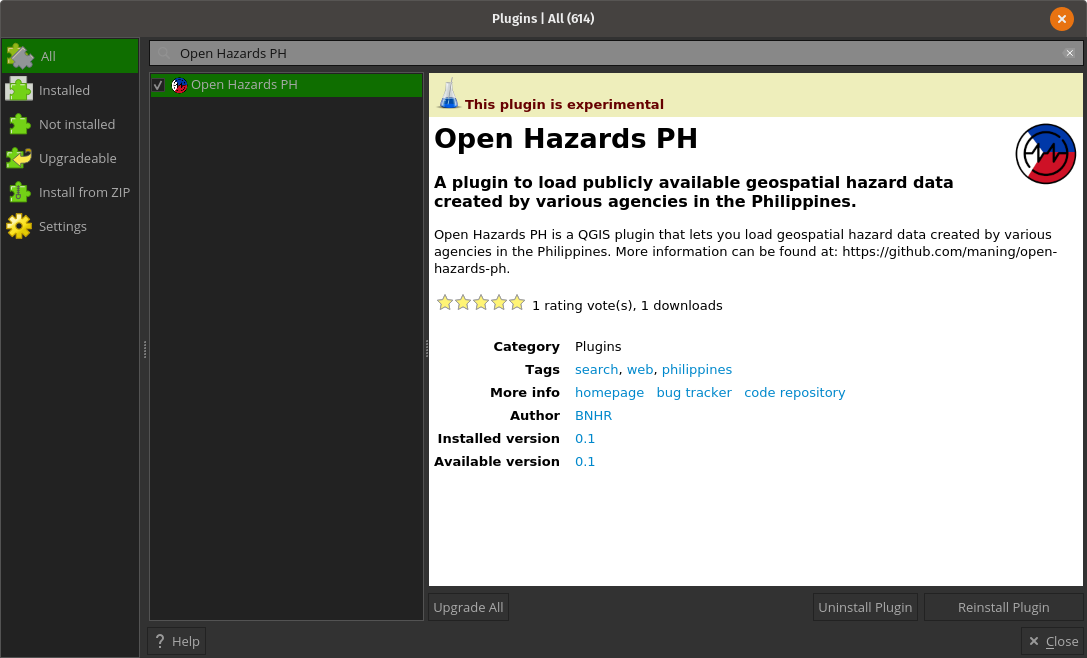 Plugins | All (614)
All
Installed
Not installed
Upgradeable
Install from ZIP
Settings
Open Hazards PH
Open Hazards PH
This plugin is experimental
Open Hazards PH
A plugin to load publicly available geospatial hazard data
created by various agencies in the Philippines.
Open Hazards PH is a QGIS plugin that lets you load geospatial hazard data created by various
agencies in the Philippines. More information can be found at: https://github.com/maning/open-
hazards-ph.
1 rating vote(s), 1 downloads
Category Plugins
Tags search, web, philippines
More info homepage bug tracker code repository
Author BNHR
Installed version 0.1
Available version 0.1
Upgrade All Uninstall Plugin Reinstall Plugin
? Help Close